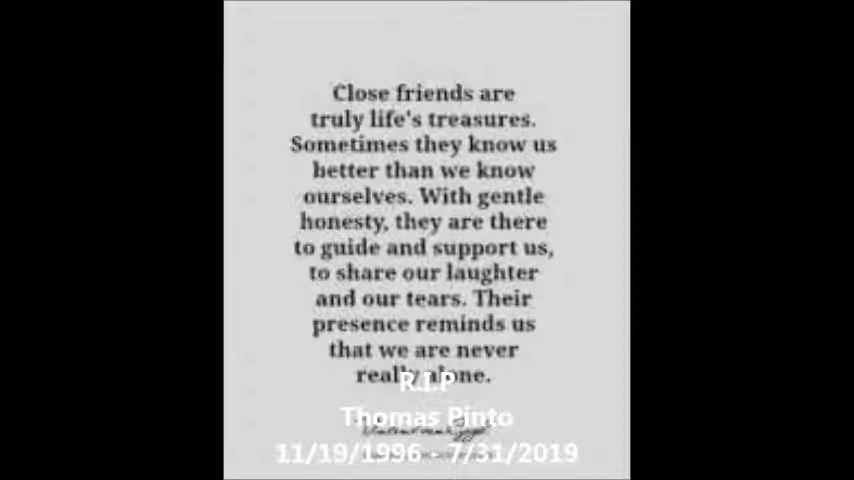 Close friends are
truly life's treasures.
Sometimes they know us
better than we know
ourselves. With gentle
honesty, they are there
to guide and support us,
to share our laughter
and our tears. Their
presence reminds us
that we are never
really alone.
R.I.P
Thomas Pinto
11/19/1996 - 7/31/2019